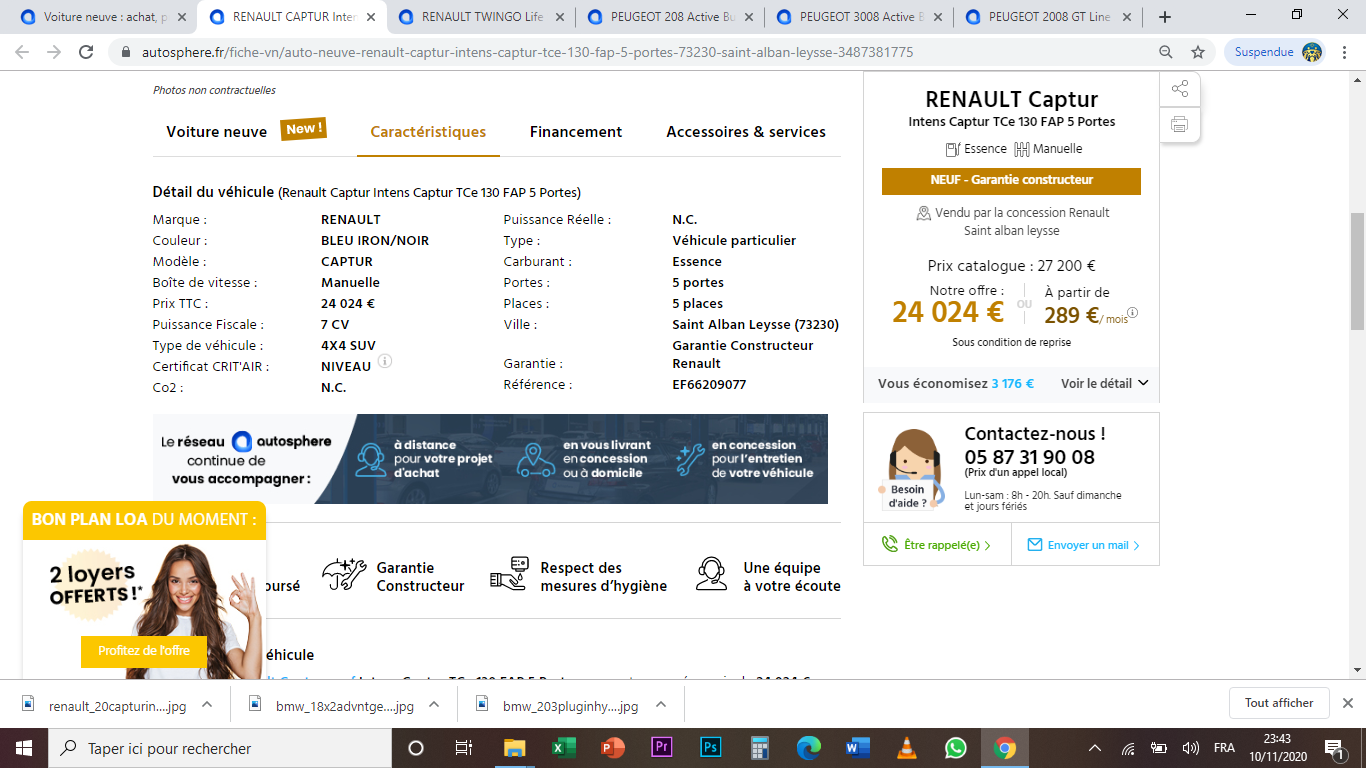 Voiture neuve : achat, p
RENAULT CAPTUR Inten
RENAULT TWINGO Life
PEUGEOT 208 Active Bu
PEUGEOT 3008 Active B
PEUGEOT 2008 GT Line
autosphere.fr/fiche-vn/auto-neuve-renault-captur-intens-captur-tce-130-fap-5-portes-73230-saint-alban-leysse-3487381775
Suspendue
Photos non contractuelles
Voiture neuve New !
Caractéristiques
Financement
Accessoires & services
Détail du véhicule (Renault Captur Intens Captur TCe 130 FAP 5 Portes)
Marque : RENAULT
Couleur : BLEU IRON/NOIR
Modèle : CAPTUR
Boîte de vitesse : Manuelle
Prix TTC : 24 024 €
Puissance Fiscale : 7 CV
Type de véhicule : 4X4 SUV
Certificat CRIT'AIR : NIVEAU
Co2 : N.C.
Puissance Réelle : N.C.
Type : Véhicule particulier
Carburant : Essence
Portes : 5 portes
Places : 5 places
Ville : Saint Alban Leysse (73230)
Garantie : Garantie Constructeur
Renault
Référence : EF66209077
Le réseau autosphere
continue de
vous accompagner :
à distance
pour votre projet
d'achat
en vous livrant
en concession
ou à domicile
en concession
pour l'entretien
de votre véhicule
BON PLAN LOA DU MOMENT :
2 loyers
OFFERTS !*
Profitez de l'offre
oursé
Garantie
Constructeur
Respect des
mesures d'hygiène
Une équipe
à votre écoute
éhicule
RENAULT Captur
Intens Captur TCe 130 FAP 5 Portes
Essence Manuelle
NEUF - Garantie constructeur
Vendu par la concession Renault
Saint alban leysse
Prix catalogue : 27 200 €
Notre offre :
24 024 €
OU
À partir de
289 €/ mois
Sous condition de reprise
Vous économisez 3 176 €
Voir le détail
Contactez-nous !
05 87 31 90 08
(Prix d'un appel local)
Lun-sam : 8h - 20h. Sauf dimanche
et jours fériés
Besoin
d'aide ?
Être rappelé(e) >
Envoyer un mail >
renault_20capturin....jpg
bmw_18x2advntge....jpg
bmw_203pluginhy....jpg
Tout afficher
Taper ici pour rechercher
FRA
23:43
10/11/2020
1